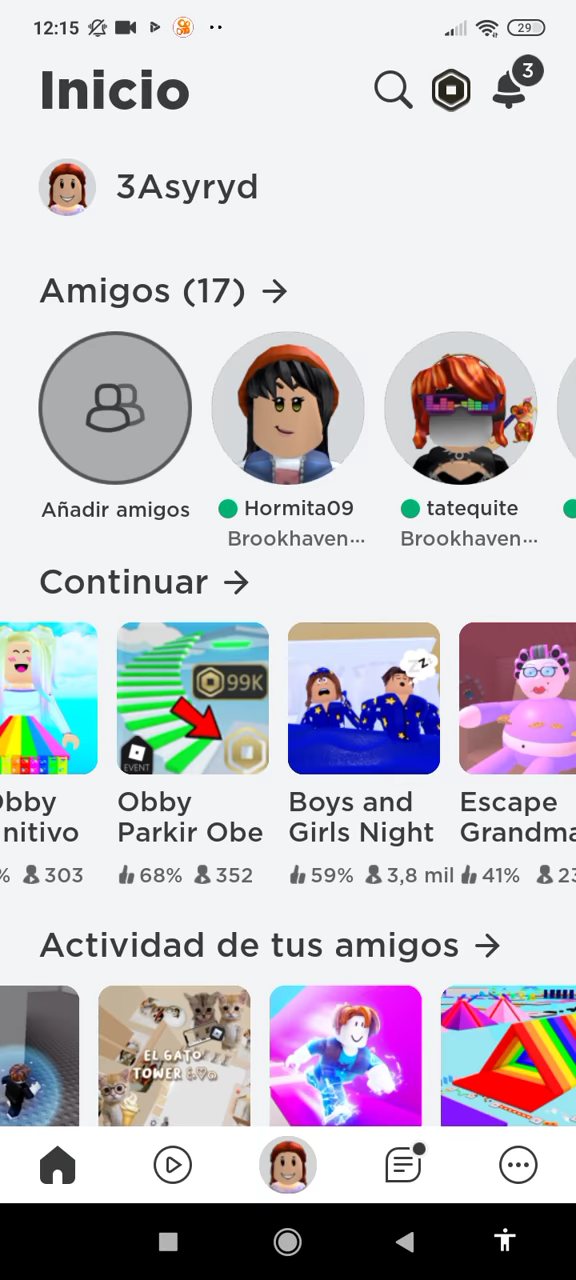 12:15
29
Inicio
3
3Asyryd
Amigos (17) →
Añadir amigos
Hormita09
tatequite
Brookhaven...
Brookhaven...
Continuar →
99K
EVENT
ZZ
Obby
Parkir Obe
Boys and
Girls Night
Escape
Grandma
nitivo
% 303
68% 352
59% 3,8 mil
41% 23
Actividad de tus amigos →
EL GATO
TOWER